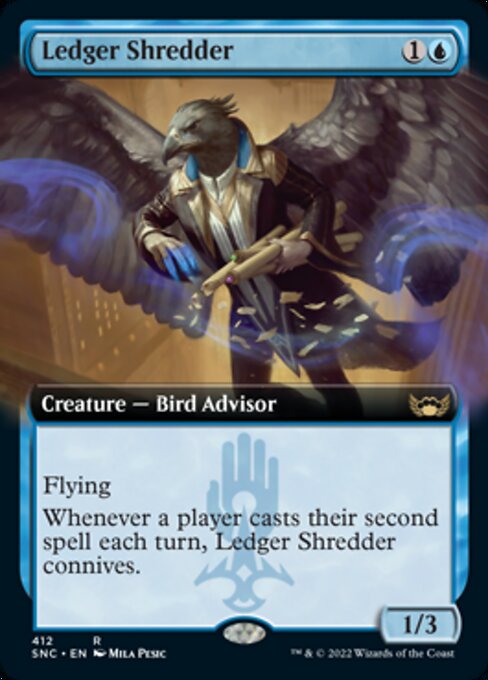 Ledger Shredder 1
Creature — Bird Advisor
Flying
Whenever a player casts their second
spell each turn, Ledger Shredder
connives.
1/3
412 R
SNC • EN Mila Pesic
™ & © 2022 Wizards of the Coast